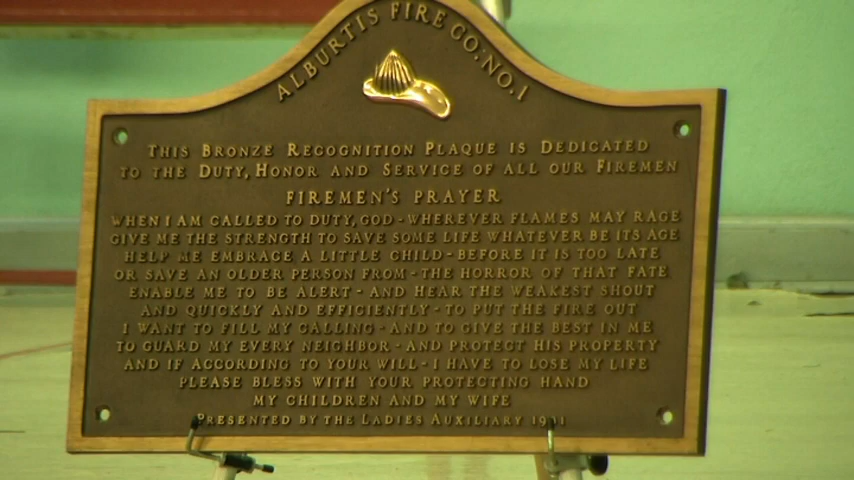 ALBURTIS FIRE CO. NO. 1
THIS BRONZE RECOGNITION PLAQUE IS DEDICATED
TO THE DUTY, HONOR AND SERVICE OF ALL OUR FIREMEN
FIREMEN'S PRAYER
WHEN I AM CALLED TO DUTY, GOD - WHEREVER FLAMES MAY RAGE
GIVE ME THE STRENGTH TO SAVE SOME LIFE WHATEVER BE ITS AGE
HELP ME EMBRACE A LITTLE CHILD - BEFORE IT IS TOO LATE
OR SAVE AN OLDER PERSON FROM - THE HORROR OF THAT FATE
ENABLE ME TO BE ALERT - AND HEAR THE WEAKEST SHOUT
AND QUICKLY AND EFFICIENTLY - TO PUT THE FIRE OUT
I WANT TO FILL MY CALLING - AND TO GIVE THE BEST IN ME
TO GUARD MY EVERY NEIGHBOR - AND PROTECT HIS PROPERTY
AND IF ACCORDING TO YOUR WILL - I HAVE TO LOSE MY LIFE
PLEASE BLESS WITH YOUR PROTECTING HAND
MY CHILDREN AND MY WIFE
PRESENTED BY THE LADIES AUXILIARY